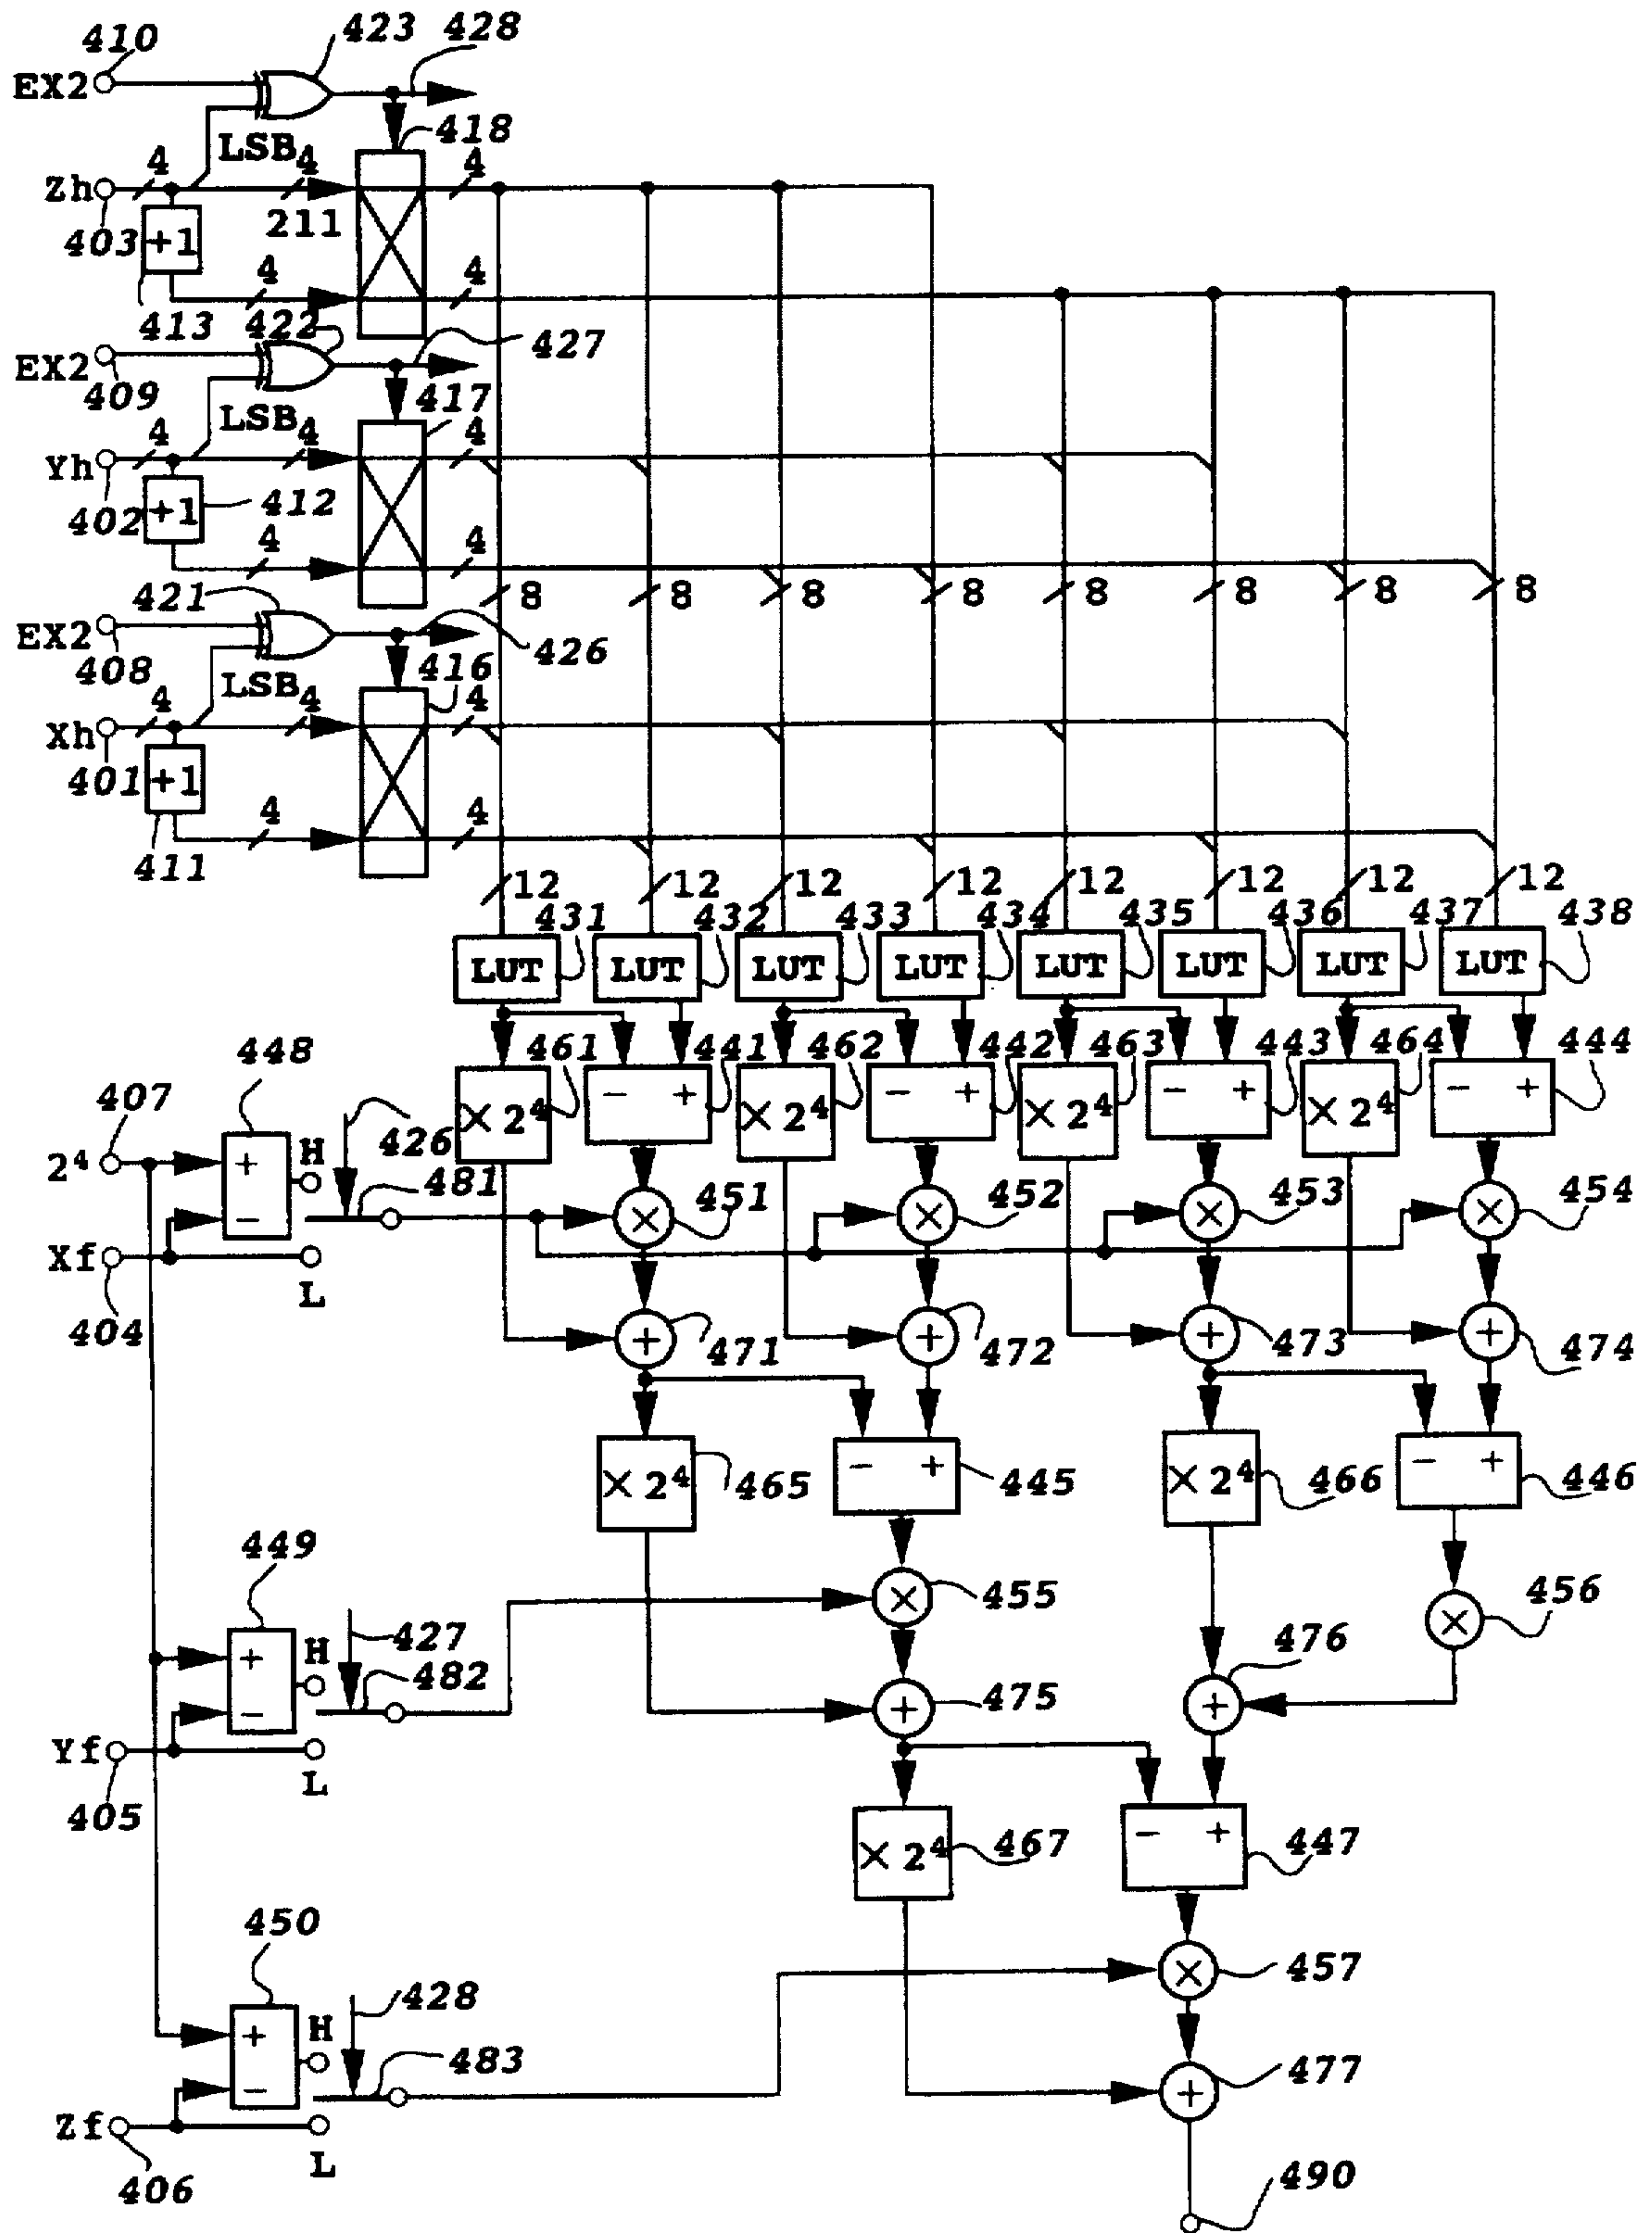 410 423 428
EX2
418
LSB
4 4 4
Zh
403 +1 211
4 4
413 422 427
EX2
409 417
LSB
4 4 4
Yh
402 +1 412
4 4
8 8 8 8 8 8 8 8
421
EX2 426
408 416
LSB
4 4 4
Xh
401 +1
4 4
411
12 12 12 12 12 12 12 12
431 432 433 434 435 436 437 438
LUT LUT LUT LUT LUT LUT LUT LUT
448 461 441 462 442 463 443 464 444
407 426
× 2⁴ − + × 2⁴ − + × 2⁴ − + × 2⁴ − +
2⁴ + H
481 × 451 × 452 × 453 × 454
−
Xf
L
404 + 471 + 472 + 473 + 474
× 2⁴ 465 − + 445 × 2⁴ 466 − + 446
449
× 455 × 456
427
+ H 476
482
− + 475 +
Yf
L
405
× 2⁴ 467 − + 447
450
428 × 457
+ H
483
− + 477
Zf
L
406
490